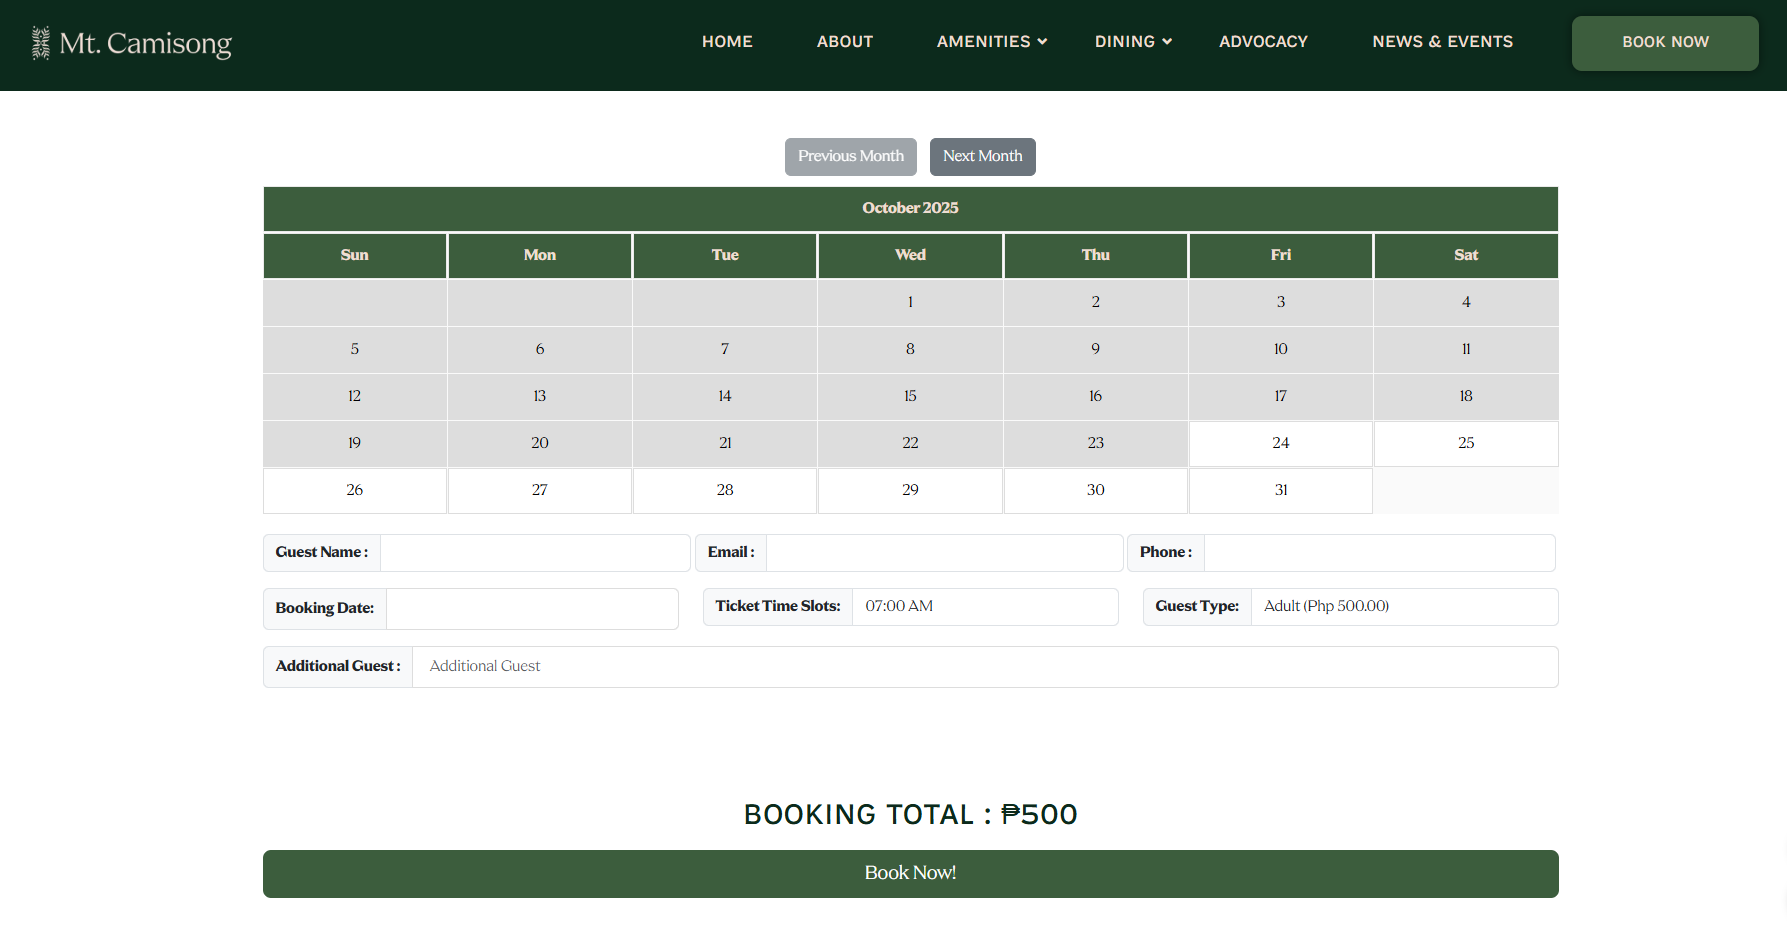 Mt. Camisong HOME ABOUT AMENITIES DINING ADVOCACY NEWS & EVENTS BOOK NOW
Previous Month Next Month
October 2025
Sun Mon Tue Wed Thu Fri Sat
1 2 3 4
5 6 7 8 9 10 11
12 13 14 15 16 17 18
19 20 21 22 23 24 25
26 27 28 29 30 31
Guest Name : Email : Phone :
Booking Date: Ticket Time Slots: 07:00 AM Guest Type: Adult (Php 500.00)
Additional Guest : Additional Guest
BOOKING TOTAL : ₱500
Book Now!